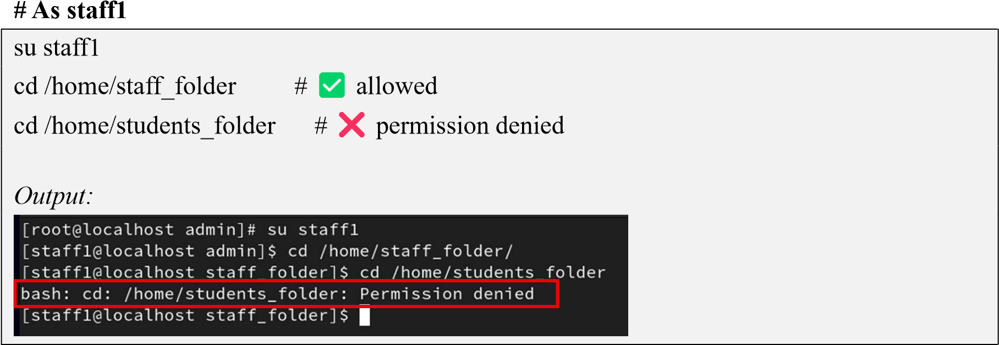 # As staff1
su staff1
cd /home/staff_folder # ✅ allowed
cd /home/students_folder # ❌ permission denied
Output:
[root@localhost admin]# su staff1
[staff1@localhost admin]$ cd /home/staff_folder/
[staff1@localhost staff_folder]$ cd /home/students_folder
bash: cd: /home/students_folder: Permission denied
[staff1@localhost staff_folder]$